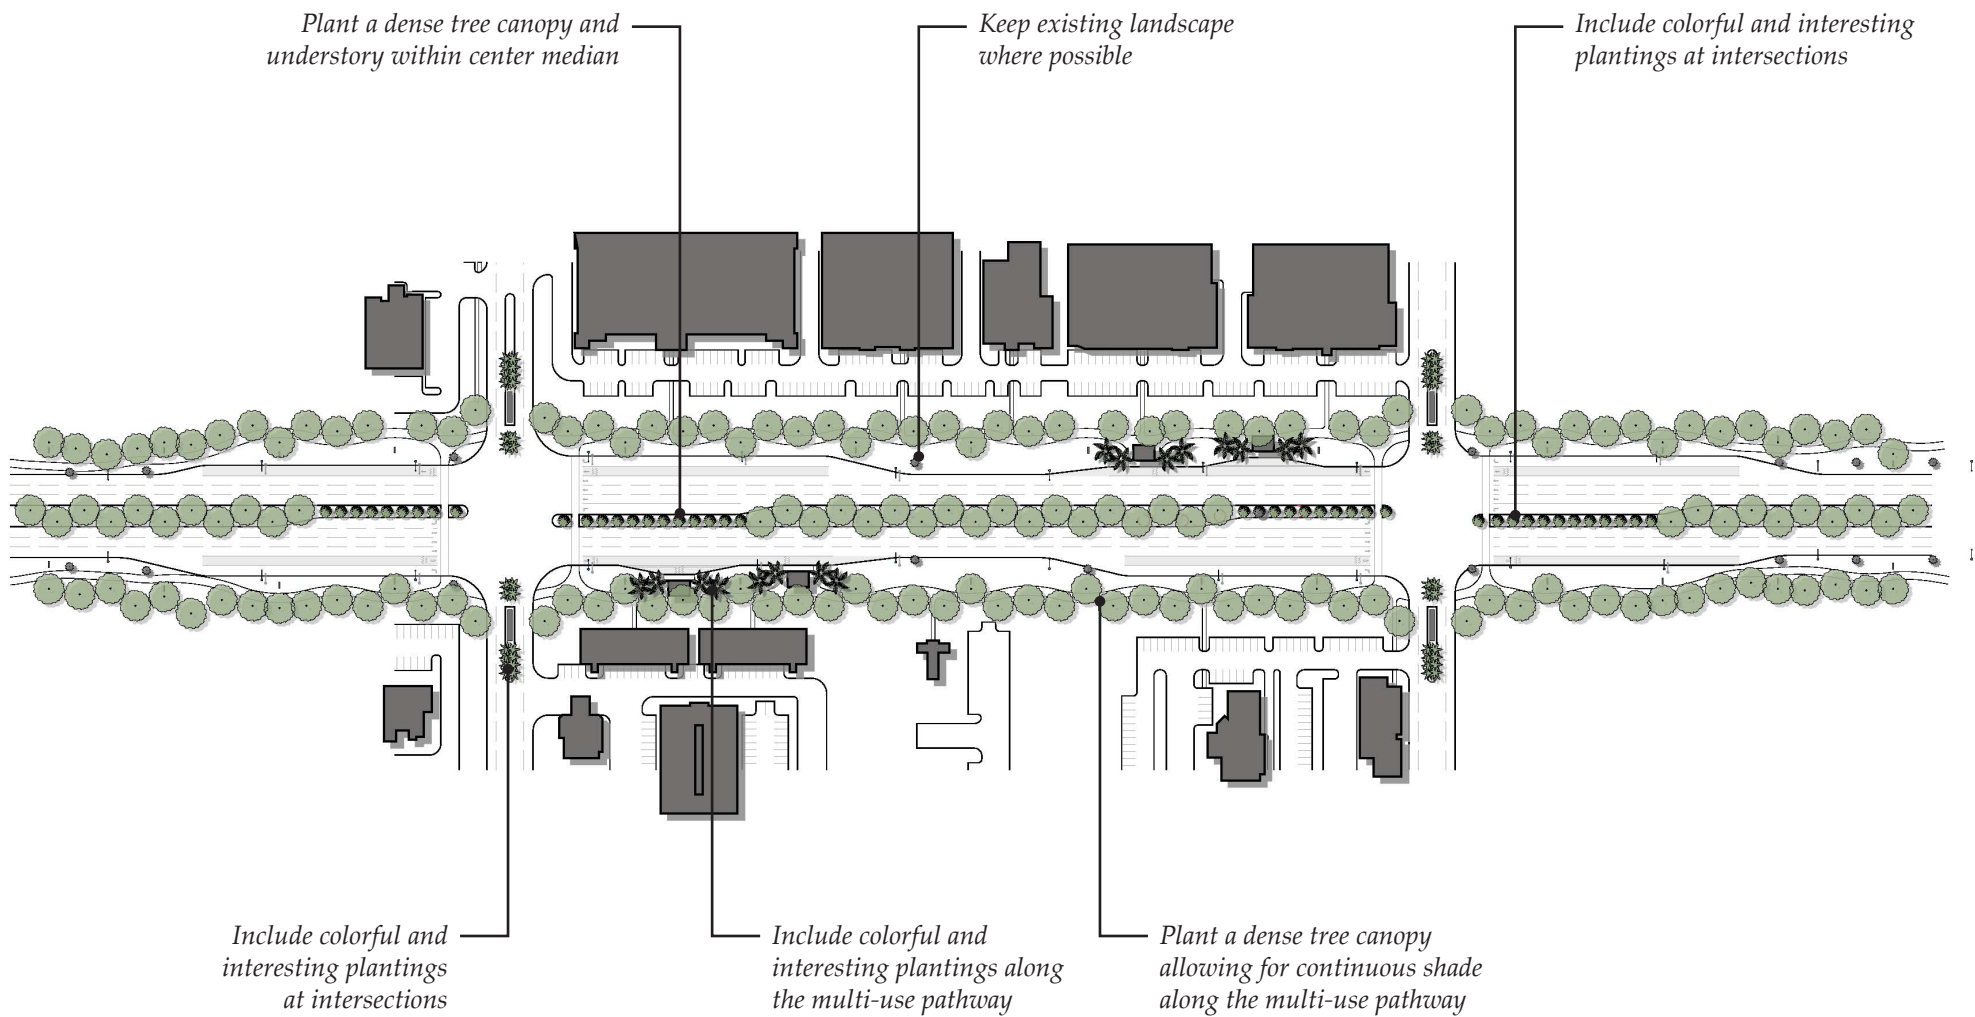 Plant a dense tree canopy and
understory within center median
Keep existing landscape
where possible
Include colorful and interesting
plantings at intersections
Include colorful and
interesting plantings
at intersections
Include colorful and
interesting plantings along
the multi-use pathway
Plant a dense tree canopy
allowing for continuous shade
along the multi-use pathway